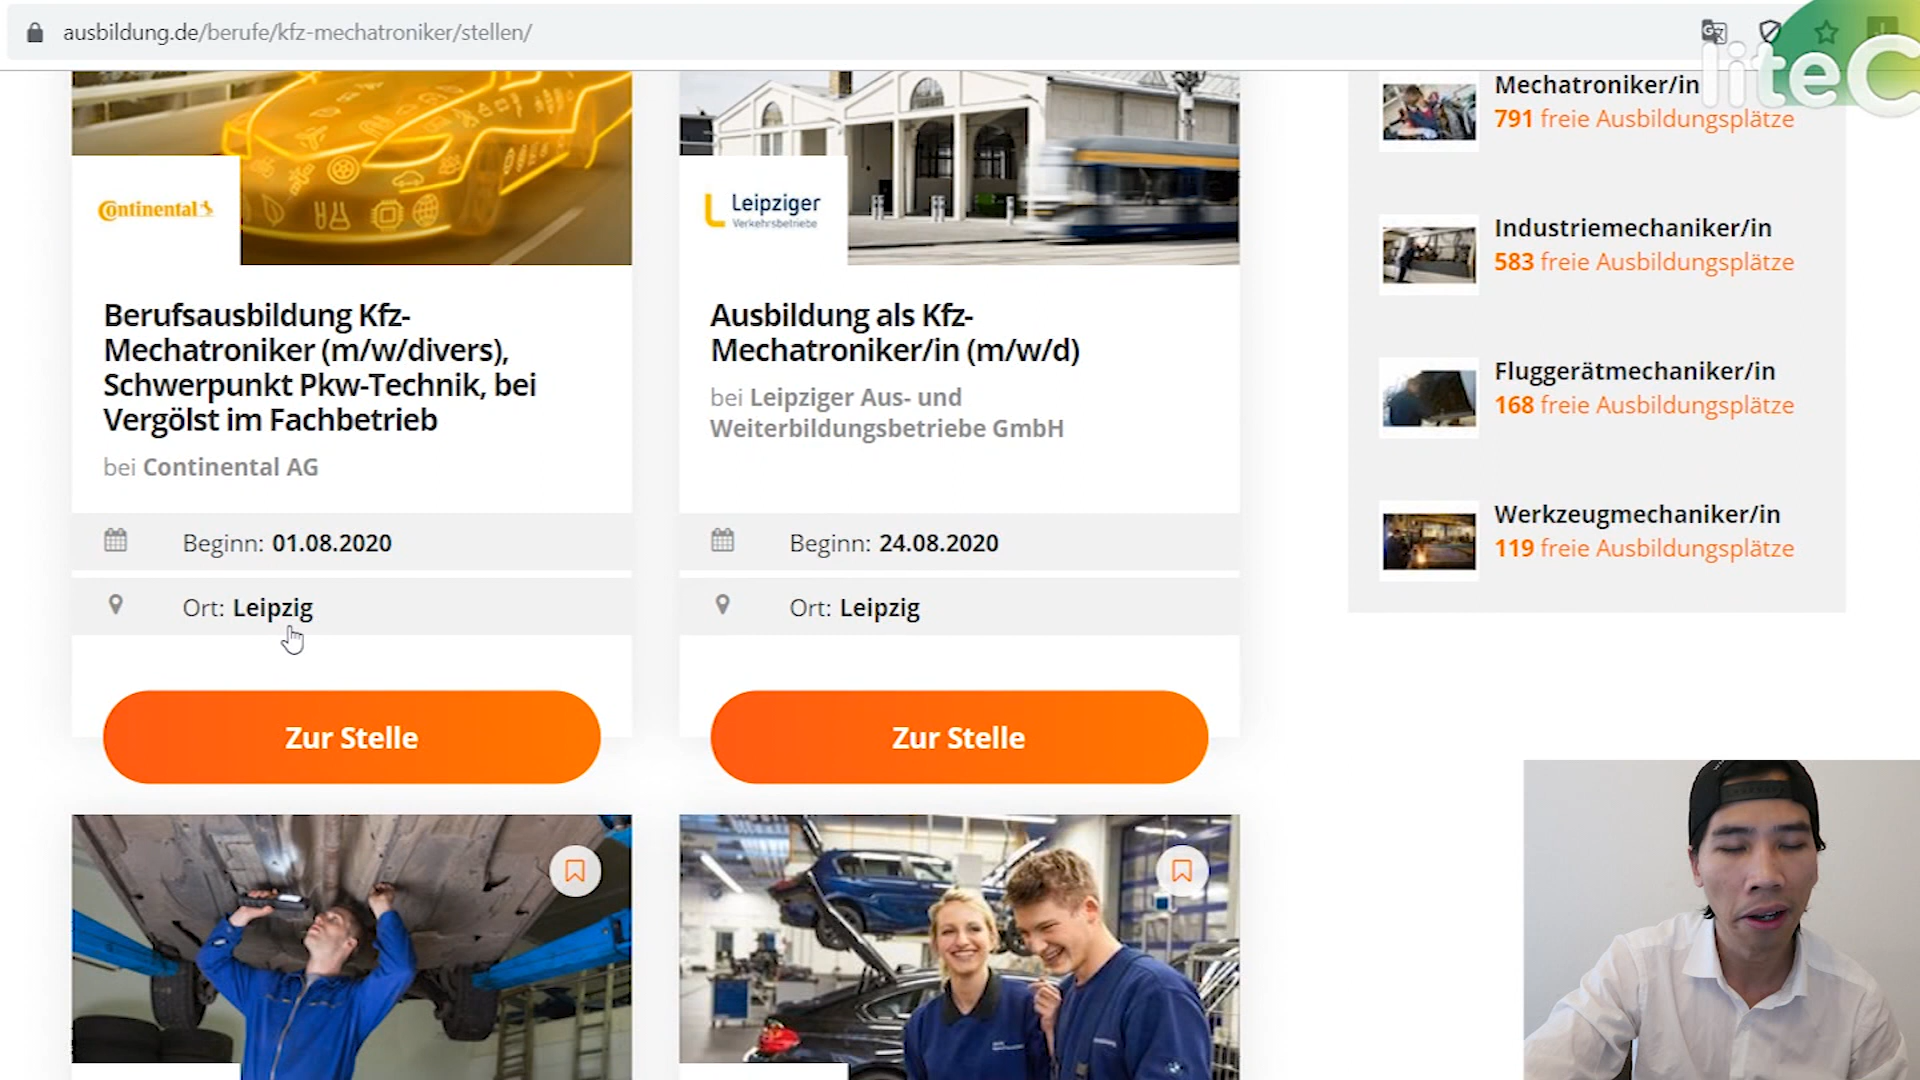 ausbildung.de/berufe/kfz-mechatroniker/stellen/
liteC
Continental
Berufsausbildung Kfz-
Mechatroniker (m/w/divers),
Schwerpunkt Pkw-Technik, bei
Vergölst im Fachbetrieb
bei Continental AG
Beginn: 01.08.2020
Ort: Leipzig
Zur Stelle
Leipziger
Verkehrsbetriebe
Ausbildung als Kfz-
Mechatroniker/in (m/w/d)
bei Leipziger Aus- und
Weiterbildungsbetriebe GmbH
Beginn: 24.08.2020
Ort: Leipzig
Zur Stelle
Mechatroniker/in
791 freie Ausbildungsplätze
Industriemechaniker/in
583 freie Ausbildungsplätze
Fluggerätmechaniker/in
168 freie Ausbildungsplätze
Werkzeugmechaniker/in
119 freie Ausbildungsplätze